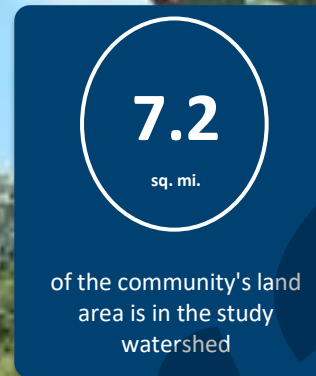 7.2
sq. mi.
of the community's land
area is in the study
watershed